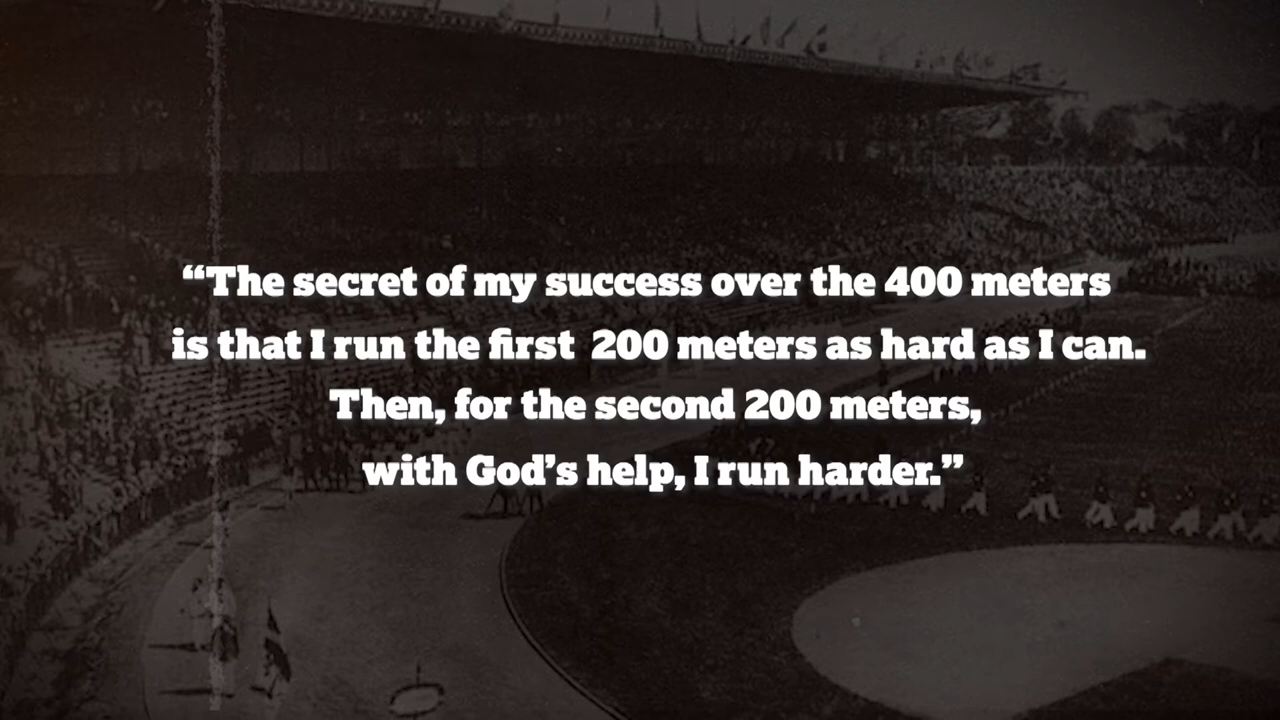 “The secret of my success over the 400 meters
is that I run the first  200 meters as hard as I can.
Then, for the second 200 meters,
with God’s help, I run harder.”